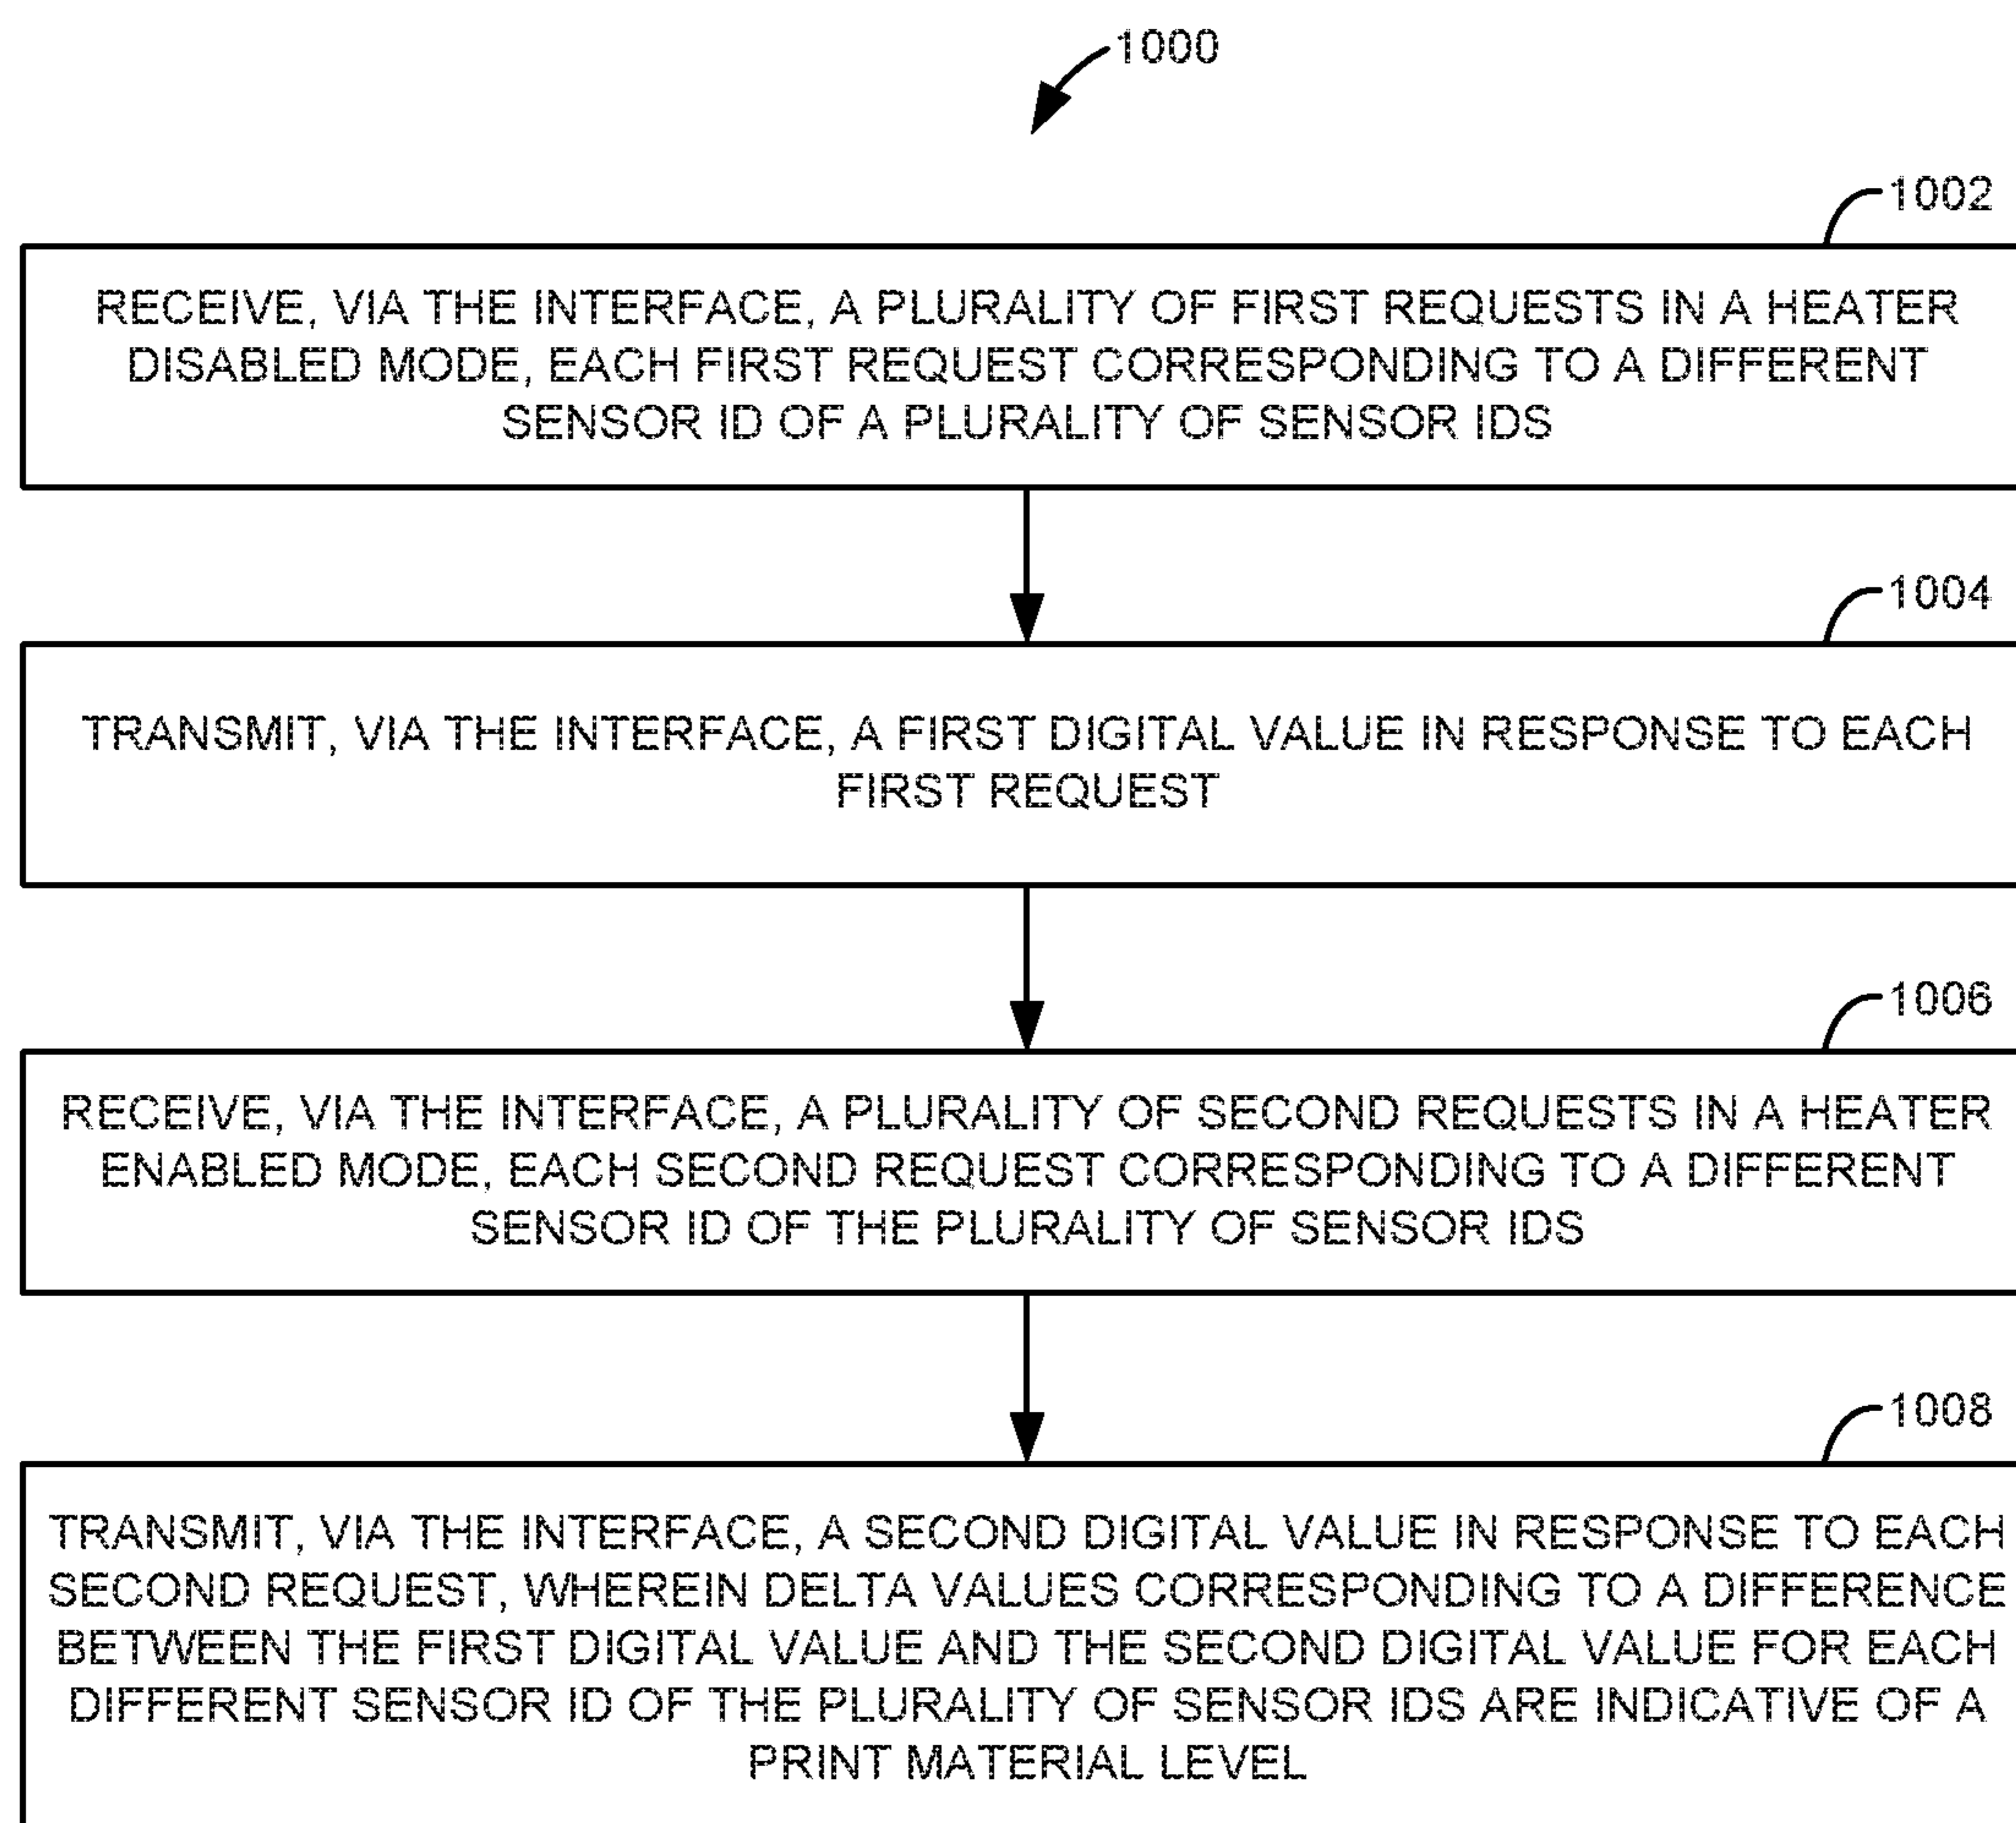 1000
1002
RECEIVE, VIA THE INTERFACE, A PLURALITY OF FIRST REQUESTS IN A HEATER
DISABLED MODE, EACH FIRST REQUEST CORRESPONDING TO A DIFFERENT
SENSOR ID OF A PLURALITY OF SENSOR IDS
1004
TRANSMIT, VIA THE INTERFACE, A FIRST DIGITAL VALUE IN RESPONSE TO EACH
FIRST REQUEST
1006
RECEIVE, VIA THE INTERFACE, A PLURALITY OF SECOND REQUESTS IN A HEATER
ENABLED MODE, EACH SECOND REQUEST CORRESPONDING TO A DIFFERENT
SENSOR ID OF THE PLURALITY OF SENSOR IDS
1008
TRANSMIT, VIA THE INTERFACE, A SECOND DIGITAL VALUE IN RESPONSE TO EACH
SECOND REQUEST, WHEREIN DELTA VALUES CORRESPONDING TO A DIFFERENCE
BETWEEN THE FIRST DIGITAL VALUE AND THE SECOND DIGITAL VALUE FOR EACH
DIFFERENT SENSOR ID OF THE PLURALITY OF SENSOR IDS ARE INDICATIVE OF A
PRINT MATERIAL LEVEL